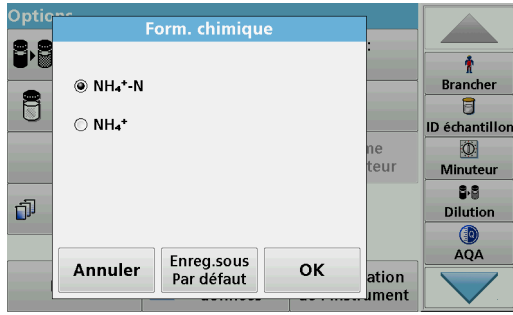 Options
Form. chimique
:
NH₄⁺-N
NH₄⁺
Annuler
Enreg.sous
Par défaut
OK
Brancher
ID échantillon
Minuteur
Dilution
AQA